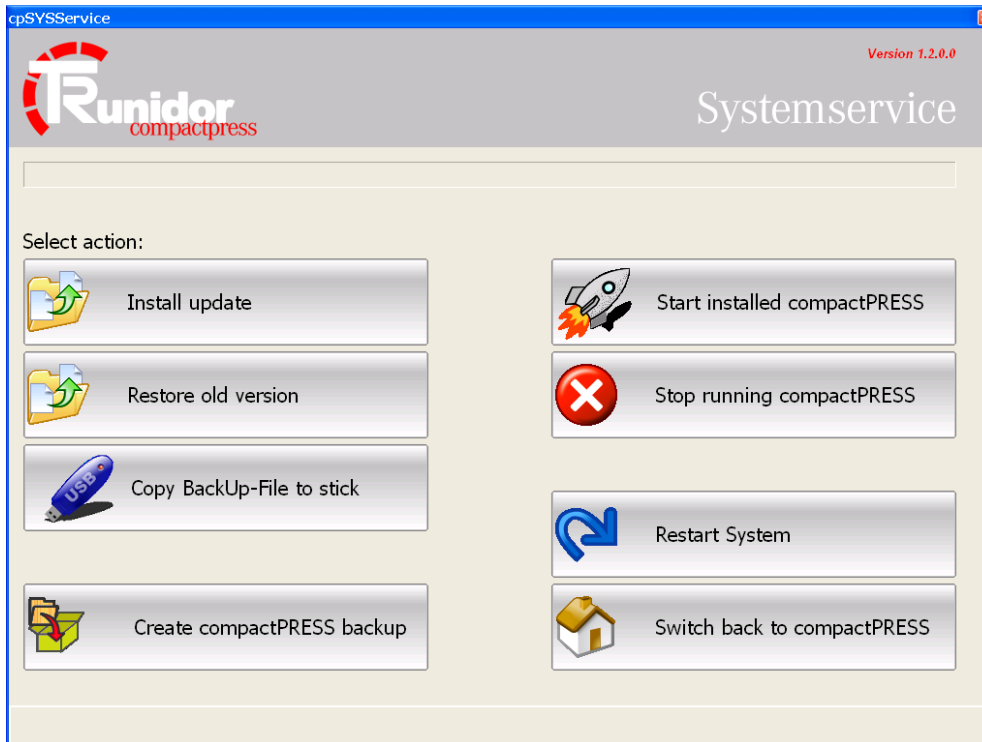 cpSYSService
Version 1.2.0.0
TRunidor
compactpress
Systemservice
Select action:
Install update
Start installed compactPRESS
Restore old version
Stop running compactPRESS
USB
Copy BackUp-File to stick
Restart System
Create compactPRESS backup
Switch back to compactPRESS